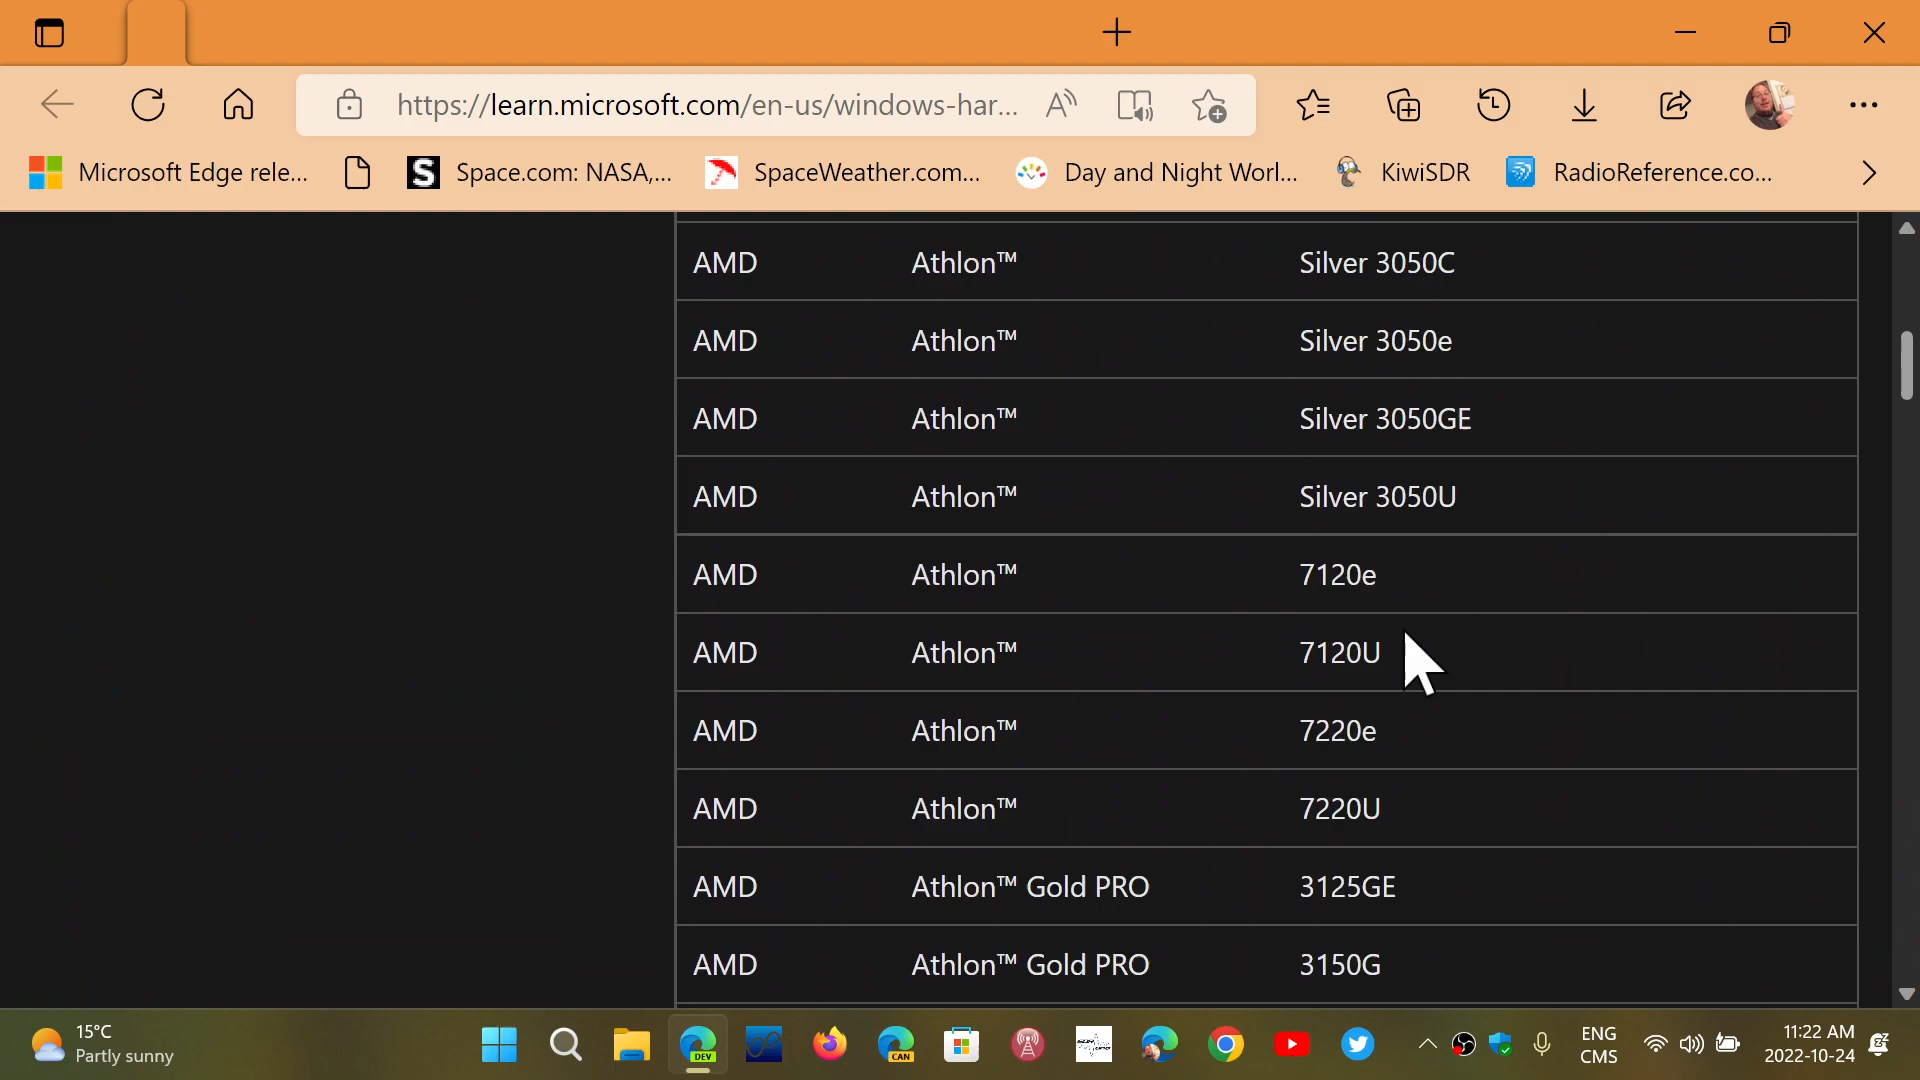 https://learn.microsoft.com/en-us/windows-har...
Microsoft Edge rele...
Space.com: NASA,...
SpaceWeather.com...
Day and Night Worl...
KiwiSDR
RadioReference.co...
AMD Athlon™ Silver 3050C
AMD Athlon™ Silver 3050e
AMD Athlon™ Silver 3050GE
AMD Athlon™ Silver 3050U
AMD Athlon™ 7120e
AMD Athlon™ 7120U
AMD Athlon™ 7220e
AMD Athlon™ 7220U
AMD Athlon™ Gold PRO 3125GE
AMD Athlon™ Gold PRO 3150G
15°C
Partly sunny
DEV
CAN
ENG
CMS
11:22 AM
2022-10-24